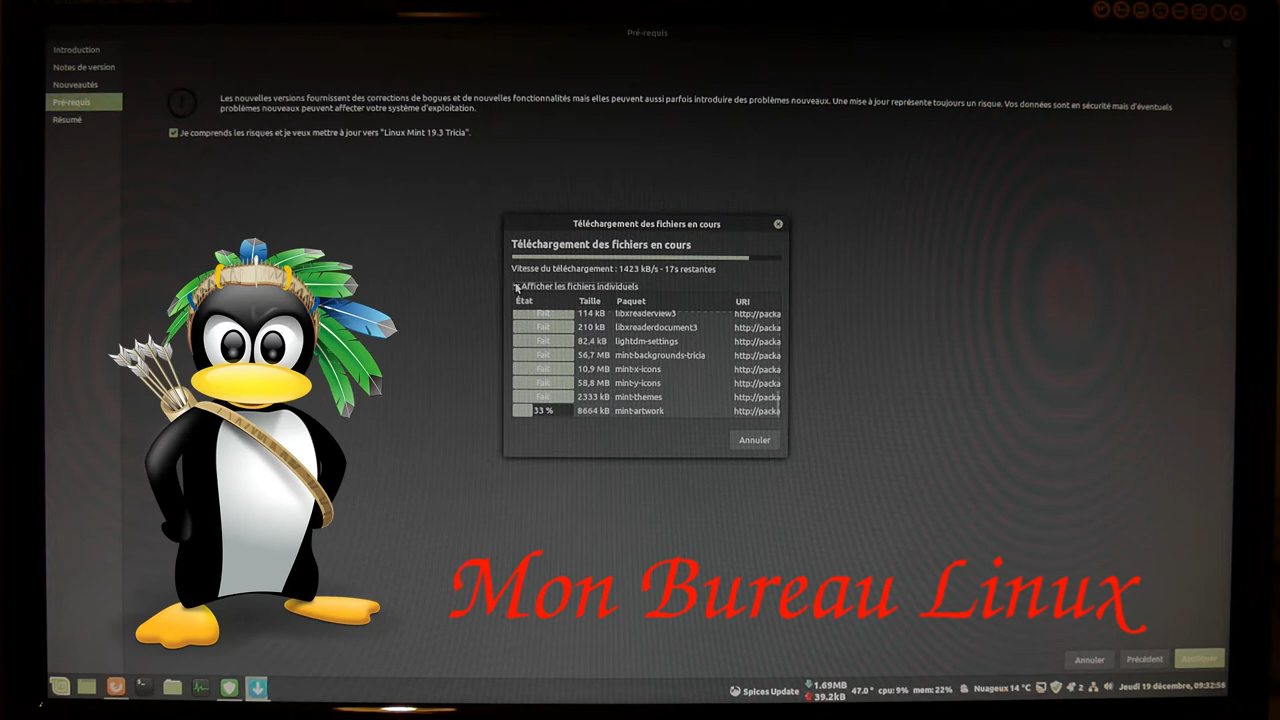 Pré-requis
Introduction
Notes de version
Nouveautés
Pré-requis
Résumé
Les nouvelles versions fournissent des corrections de bogues et de nouvelles fonctionnalités mais elles peuvent aussi parfois introduire des problèmes nouveaux. Une mise à jour représente toujours un risque. Vos données sont en sécurité mais d'éventuels
problèmes nouveaux peuvent affecter votre système d'exploitation.
Je comprends les risques et je veux mettre à jour vers "Linux Mint 19.3 Tricia".
Téléchargement des fichiers en cours
Téléchargement des fichiers en cours
Vitesse du téléchargement : 1423 kB/s - 17s restantes
Afficher les fichiers individuels
État Taille Paquet URI
Fait 114 kB libxreaderview3 http://packa
Fait 210 kB libxreaderdocument3 http://packa
Fait 82,4 kB lightdm-settings http://packa
Fait 56,7 MB mint-backgrounds-tricia http://packa
Fait 10,9 MB mint-x-icons http://packa
Fait 58,8 MB mint-y-icons http://packa
Fait 2333 kB mint-themes http://packa
33 % 8664 kB mint-artwork http://packa
Annuler
Mon Bureau Linux
Annuler Précédent Appliquer
Spices Update 1.69MB 39.2kB 47.0° cpu: 9% mem: 22% Nuageux 14 °C 2 Jeudi 19 décembre, 09:32:56